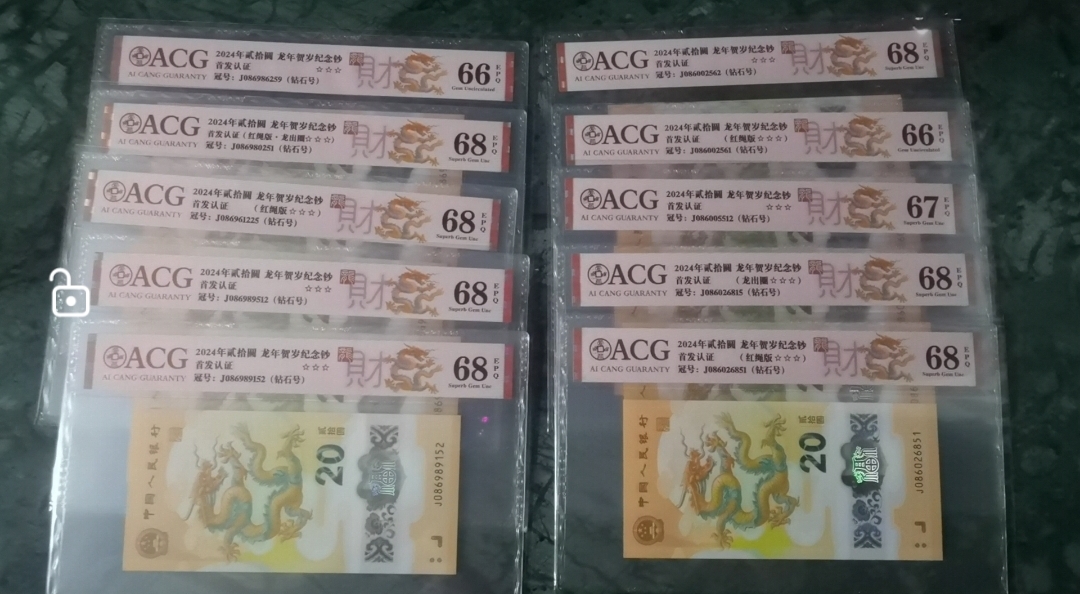 ACG
AI CANG GUARANTY
2024年贰拾圆 龙年贺岁纪念钞
首发认证 ☆☆☆
冠号: J086986259 (钻石号)
財
66
EPQ
Gem Uncirculated
ACG
AI CANG GUARANTY
2024年贰拾圆 龙年贺岁纪念钞
首发认证 (红绳版·龙出圈☆☆☆)
冠号: J086980251 (钻石号)
財
68
EPQ
Superb Gem Unc
ACG
AI CANG GUARANTY
2024年贰拾圆 龙年贺岁纪念钞
首发认证 (红绳版☆☆☆)
冠号: J086961225 (钻石号)
財
68
EPQ
Superb Gem Unc
ACG
AI CANG GUARANTY
2024年贰拾圆 龙年贺岁纪念钞
首发认证 ☆☆☆
冠号: J086989512 (钻石号)
財
68
EPQ
Superb Gem Unc
ACG
AI CANG GUARANTY
2024年贰拾圆 龙年贺岁纪念钞
首发认证 ☆☆☆
冠号: J086989152 (钻石号)
財
68
EPQ
Superb Gem Unc
中国人民银行
20
贰拾圆
J086989152
ACG
AI CANG GUARANTY
2024年贰拾圆 龙年贺岁纪念钞
首发认证 ☆☆☆
冠号: J086002562 (钻石号)
財
68
EPQ
Superb Gem Unc
ACG
AI CANG GUARANTY
2024年贰拾圆 龙年贺岁纪念钞
首发认证 (红绳版☆☆☆)
冠号: J086002561 (钻石号)
財
66
EPQ
Gem Uncirculated
ACG
AI CANG GUARANTY
2024年贰拾圆 龙年贺岁纪念钞
首发认证 ☆☆☆
冠号: J086005512 (钻石号)
財
67
EPQ
Superb Gem Unc
ACG
AI CANG GUARANTY
2024年贰拾圆 龙年贺岁纪念钞
首发认证 (龙出圈☆☆☆)
冠号: J086026815 (钻石号)
財
68
EPQ
Superb Gem Unc
ACG
AI CANG GUARANTY
2024年贰拾圆 龙年贺岁纪念钞
首发认证 (红绳版☆☆☆)
冠号: J086026851 (钻石号)
財
68
EPQ
Superb Gem Unc
中国人民银行
20
贰拾圆
J086026851